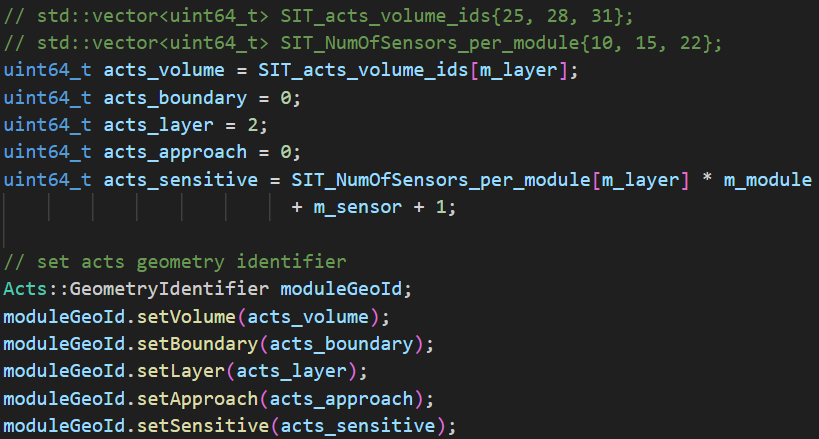 // std::vector<uint64_t> SIT_acts_volume_ids{25, 28, 31};
// std::vector<uint64_t> SIT_NumOfSensors_per_module{10, 15, 22};
uint64_t acts_volume = SIT_acts_volume_ids[m_layer];
uint64_t acts_boundary = 0;
uint64_t acts_layer = 2;
uint64_t acts_approach = 0;
uint64_t acts_sensitive = SIT_NumOfSensors_per_module[m_layer] * m_module
                          + m_sensor + 1;

// set acts geometry identifier
Acts::GeometryIdentifier moduleGeoId;
moduleGeoId.setVolume(acts_volume);
moduleGeoId.setBoundary(acts_boundary);
moduleGeoId.setLayer(acts_layer);
moduleGeoId.setApproach(acts_approach);
moduleGeoId.setSensitive(acts_sensitive);